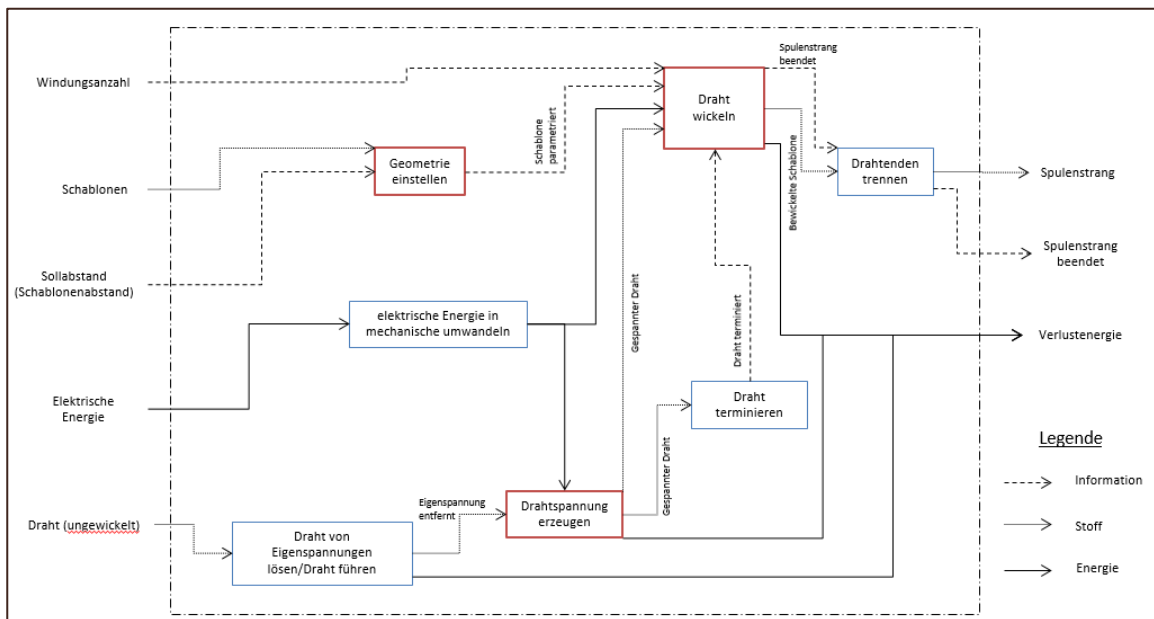 Windungsanzahl
Schablonen
Sollabstand
(Schablonenabstand)
Elektrische
Energie
Draht (ungewickelt)
Geometrie
einstellen
Schablone
parametriert
elektrische Energie in
mechanische umwandeln
Draht von
Eigenspannungen
lösen/Draht führen
Eigenspannung
entfernt
Drahtspannung
erzeugen
Gespannter Draht
Gespannter Draht
Draht
terminieren
Draht terminiert
Draht
wickeln
Spulenstrang
beendet
Bewickelte Schablone
Drahtenden
trennen
Spulenstrang
Spulenstrang
beendet
Verlustenergie
Legende
Information
Stoff
Energie